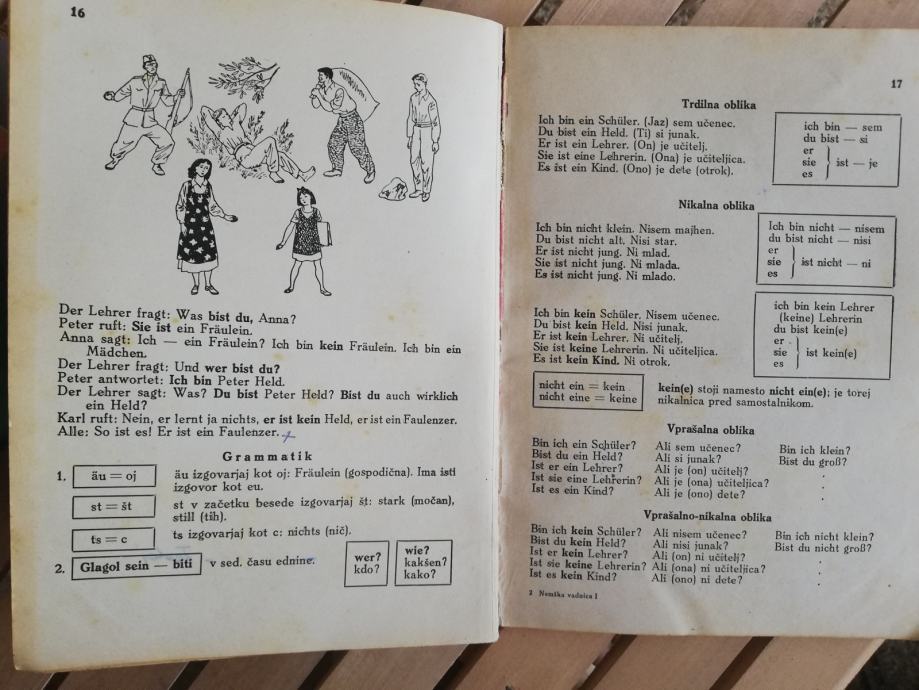 16
Der Lehrer fragt: Was bist du, Anna?
Peter ruft: Sie ist ein Fräulein.
Anna sagt: Ich — ein Fräulein? Ich bin kein Fräulein. Ich bin ein
Mädchen.
Der Lehrer fragt: Und wer bist du?
Peter antwortet: Ich bin Peter Held.
Der Lehrer sagt: Was? Du bist Peter Held? Bist du auch wirklich
ein Held?
Karl ruft: Nein, er lernt ja nichts, er ist kein Held, er ist ein Faulenzer.
Alle: So ist es! Er ist ein Faulenzer.
Grammatik
1. äu = oj
äu izgovarjaj kot oj: Fräulein (gospodična). Ima isti
izgovor kot eu.
st = št
st v začetku besede izgovarjaj št: stark (močan),
still (tih).
ts = c
ts izgovarjaj kot c: nichts (nič).
2. Glagol sein — biti v sed. času ednine.
wer?
kdo?
wie?
kakšen?
kako?
17
Trdilna oblika
Ich bin ein Schüler. (Jaz) sem učenec.
Du bist ein Held. (Ti) si junak.
Er ist ein Lehrer. (On) je učitelj.
Sie ist eine Lehrerin. (Ona) je učiteljica.
Es ist ein Kind. (Ono) je dete (otrok).
ich bin — sem
du bist — si
er
sie ist — je
es
Nikalna oblika
Ich bin nicht klein. Nisem majhen.
Du bist nicht alt. Nisi star.
Er ist nicht jung. Ni mlad.
Sie ist nicht jung. Ni mlada.
Es ist nicht jung. Ni mlado.
Ich bin nicht — nisem
du bist nicht — nisi
er
sie ist nicht — ni
es
Ich bin kein Schüler. Nisem učenec.
Du bist kein Held. Nisi junak.
Er ist kein Lehrer. Ni učitelj.
Sie ist keine Lehrerin. Ni učiteljica.
Es ist kein Kind. Ni otrok.
ich bin kein Lehrer
(keine) Lehrerin
du bist kein(e)
er
sie ist kein(e)
es
nicht ein = kein
nicht eine = keine
kein(e) stoji namesto nicht ein(e); je torej
nikalnica pred samostalnikom.
Vprašalna oblika
Bin ich ein Schüler? Ali sem učenec? Bin ich klein?
Bist du ein Held? Ali si junak? Bist du groß?
Ist er ein Lehrer? Ali je (on) učitelj?
Ist sie eine Lehrerin? Ali je (ona) učiteljica?
Ist es ein Kind? Ali je (ono) dete?
Vprašalno-nikalna oblika
Bin ich kein Schüler? Ali nisem učenec? Bin ich nicht klein?
Bist du kein Held? Ali nisi junak? Bist du nicht groß?
Ist er kein Lehrer? Ali (on) ni učitelj?
Ist sie keine Lehrerin? Ali (ona) ni učiteljica?
Ist es kein Kind? Ali (ono) ni dete?
2 Nemška vadnica I